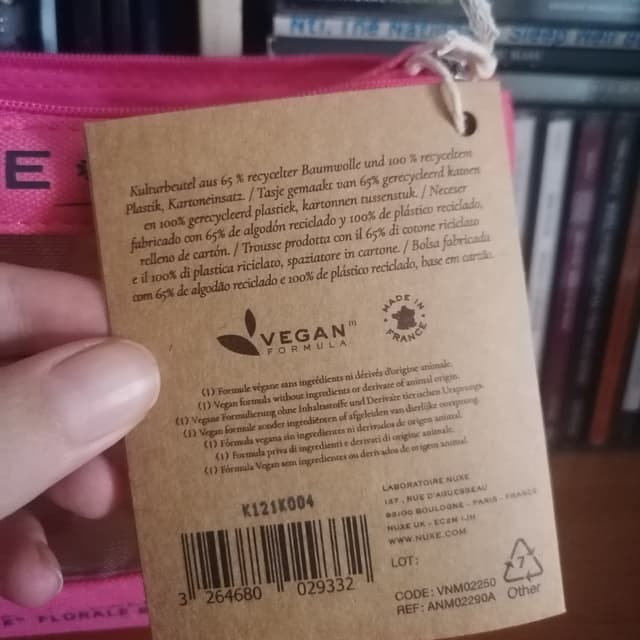 Ntl. The Nat
Sleep
E
Kulturbeutel aus 65 % recycelter Baumwolle und 100 % recyceltem
Plastik, Kartoneinsatz. / Tasje gemaakt van 65% gerecycleerd katoen
en 100% gerecycleerd plastiek, kartonnen tussenstuk. / Neceser
fabricado con 65% de algodón reciclado y 100% de plástico reciclado,
relleno de cartón. / Trousse prodotta con il 65% di cotone riciclato
e il 100% di plastica riciclato, spaziatore in cartone. / Bolsa fabricada
com 65% de algodão reciclado e 100% de plástico reciclado, base em cartão.
VEGAN (1)
FORMULA
MADE IN FRANCE
(1) Formule végane sans ingrédients ni dérivés d'origine animale.
(1) Vegan formula without ingredients or derivate of animal origin.
(1) Vegane Formulierung ohne Inhaltsstoffe und Derivate tierischen Ursprungs.
(1) Vegan formule zonder ingrediënten of afgeleiden van dierlijke oorsprong.
(1) Fórmula vegana sin ingredientes ni derivados de origen animal.
(1) Formula priva di ingredienti e derivati di origine animale.
(1) Fórmula Vegan sem ingredientes ou derivados de origem animal.
K121K004
LABORATOIRE NUXE
127, RUE D'AGUESSEAU
92100 BOULOGNE - PARIS - FRANCE
NUXE UK - EC2N 1JH
WWW.NUXE.COM
LOT:
3 264680 029332
CODE: VNM02250
REF: ANM02290A
7
Other
FLORALE